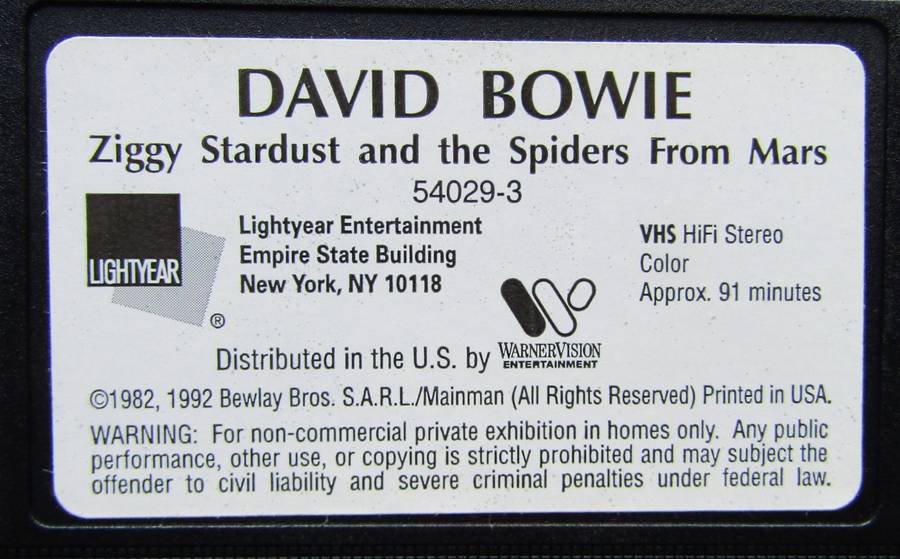 DAVID BOWIE
Ziggy Stardust and the Spiders From Mars
54029-3
LIGHTYEAR
®
Lightyear Entertainment
Empire State Building
New York, NY 10118
VHS HiFi Stereo
Color
Approx. 91 minutes
Distributed in the U.S. by
WARNERVISION
ENTERTAINMENT
©1982, 1992 Bewlay Bros. S.A.R.L./Mainman (All Rights Reserved) Printed in USA.
WARNING: For non-commercial private exhibition in homes only. Any public
performance, other use, or copying is strictly prohibited and may subject the
offender to civil liability and severe criminal penalties under federal law.